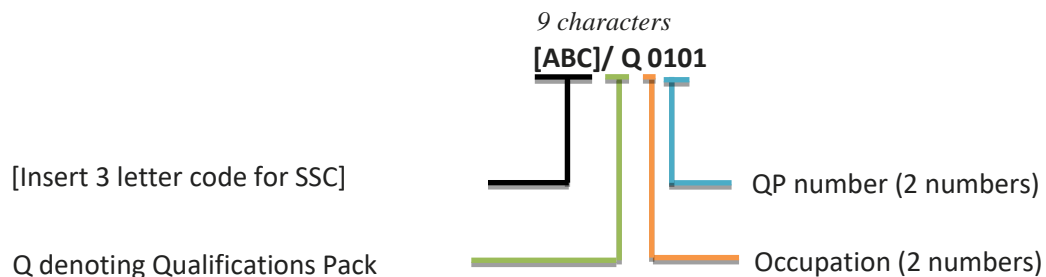 9 characters
[ABC]/ Q 0101
[Insert 3 letter code for SSC]
QP number (2 numbers)
Q denoting Qualifications Pack
Occupation (2 numbers)